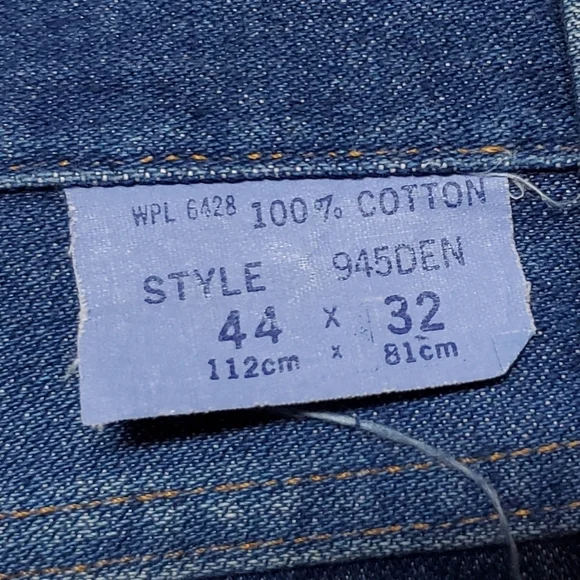 WPL 6428 100% COTTON
STYLE 945DEN
44 x 32
112cm x 81cm